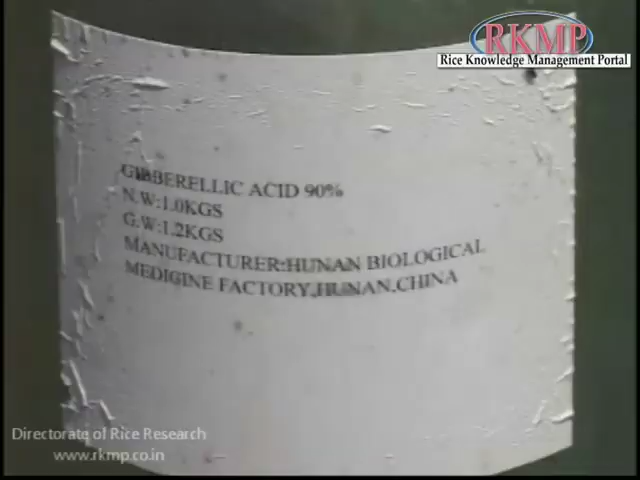 RKMP
Rice Knowledge Management Portal
GIBBERELLIC ACID 90%
N.W:1.0KGS
G.W:1.2KGS
MANUFACTURER:HUNAN BIOLOGICAL
MEDIGINE FACTORY,HUNAN,CHINA
Directorate of Rice Research
www.rkmp.co.in